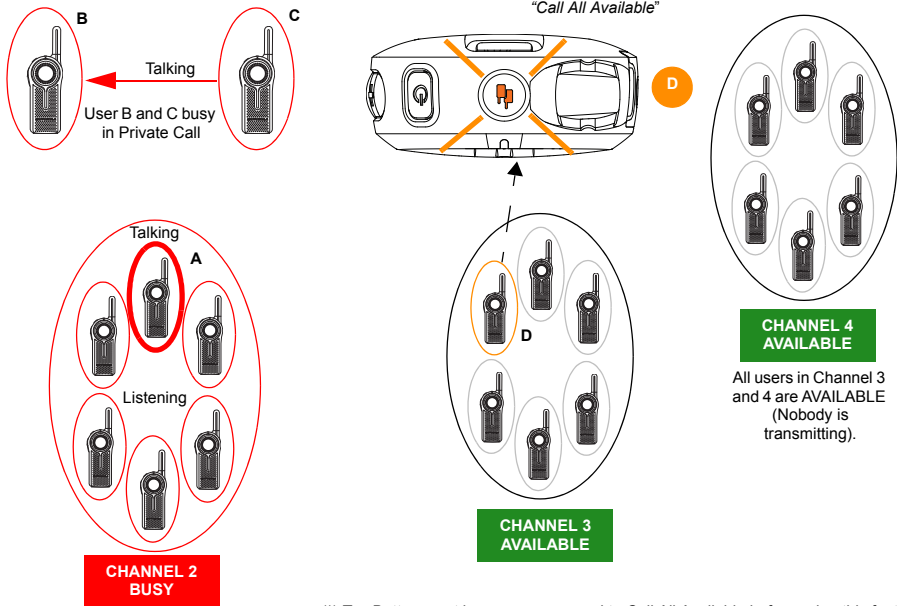 B
C
Talking
User B and C busy
in Private Call
“Call All Available”
D
Talking
A
Listening
CHANNEL 2
BUSY
D
CHANNEL 3
AVAILABLE
CHANNEL 4
AVAILABLE
All users in Channel 3
and 4 are AVAILABLE
(Nobody is
transmitting).